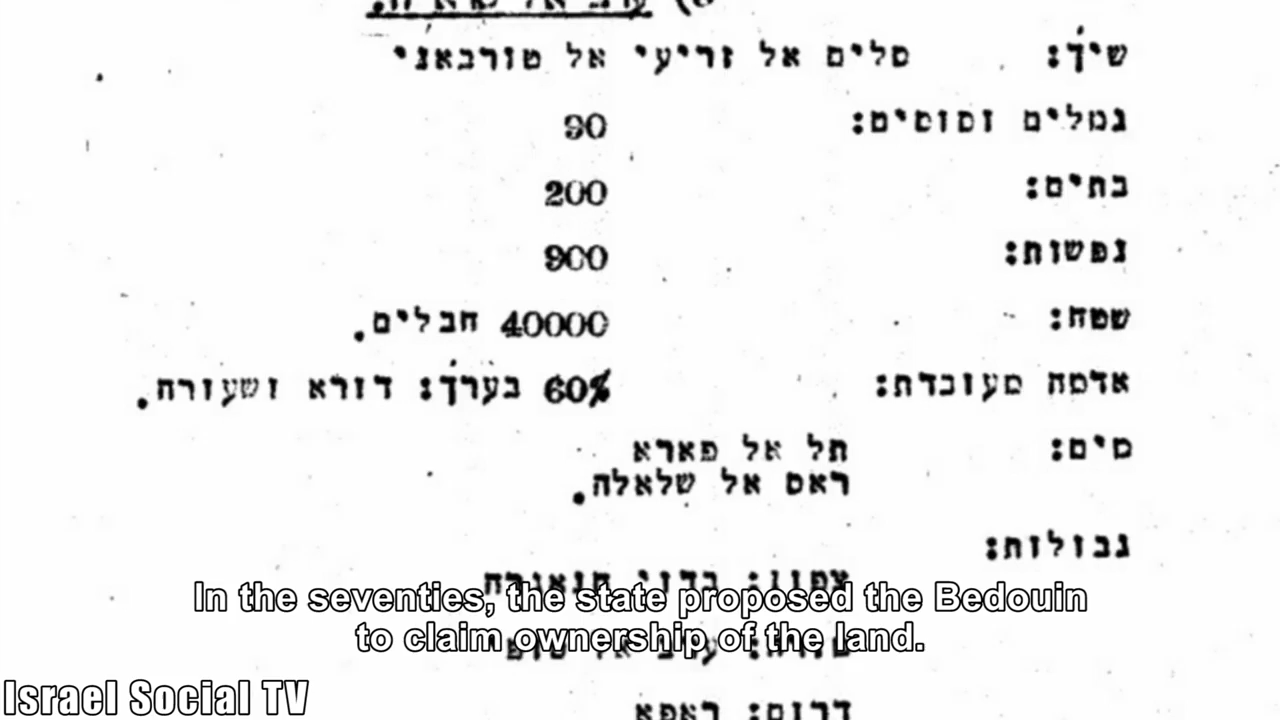 שיך: סלים אל זריעי אל טורבאני
גמלים וסוסים: 90
בתים: 200
נפשות: 900
שטח: 40000 חבלים.
אדמה מעובדת: 60% בערך: דורא ושעורה.
מים: תל אל פארא
ראס אל שלאלה.
גבולות:
צפון: בדוי
In the seventies, the state proposed the Bedouin
to claim ownership of the land.
דרום: ראפא
Israel Social TV